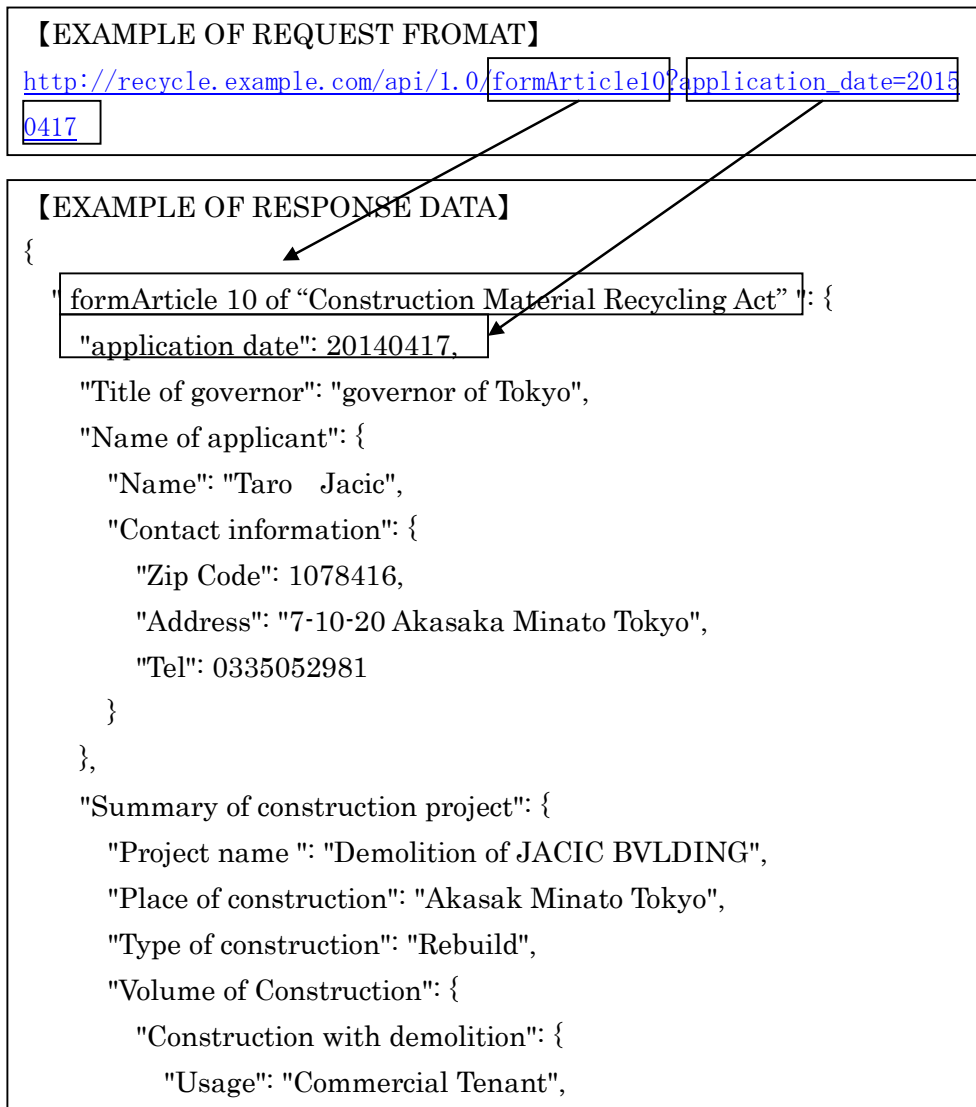 【EXAMPLE OF REQUEST FROMAT】
http://recycle.example.com/api/1.0/formArticle10?application_date=2015
0417
【EXAMPLE OF RESPONSE DATA】
{
" formArticle 10 of “Construction Material Recycling Act” ": {
"application date": 20140417,
"Title of governor": "governor of Tokyo",
"Name of applicant": {
"Name": "Taro　Jacic",
"Contact information": {
"Zip Code": 1078416,
"Address": "7-10-20 Akasaka Minato Tokyo",
"Tel": 0335052981
}
},
"Summary of construction project": {
"Project name ": "Demolition of JACIC BVLDING",
"Place of construction": "Akasak Minato Tokyo",
"Type of construction": "Rebuild",
"Volume of Construction": {
"Construction with demolition": {
"Usage": "Commercial Tenant",